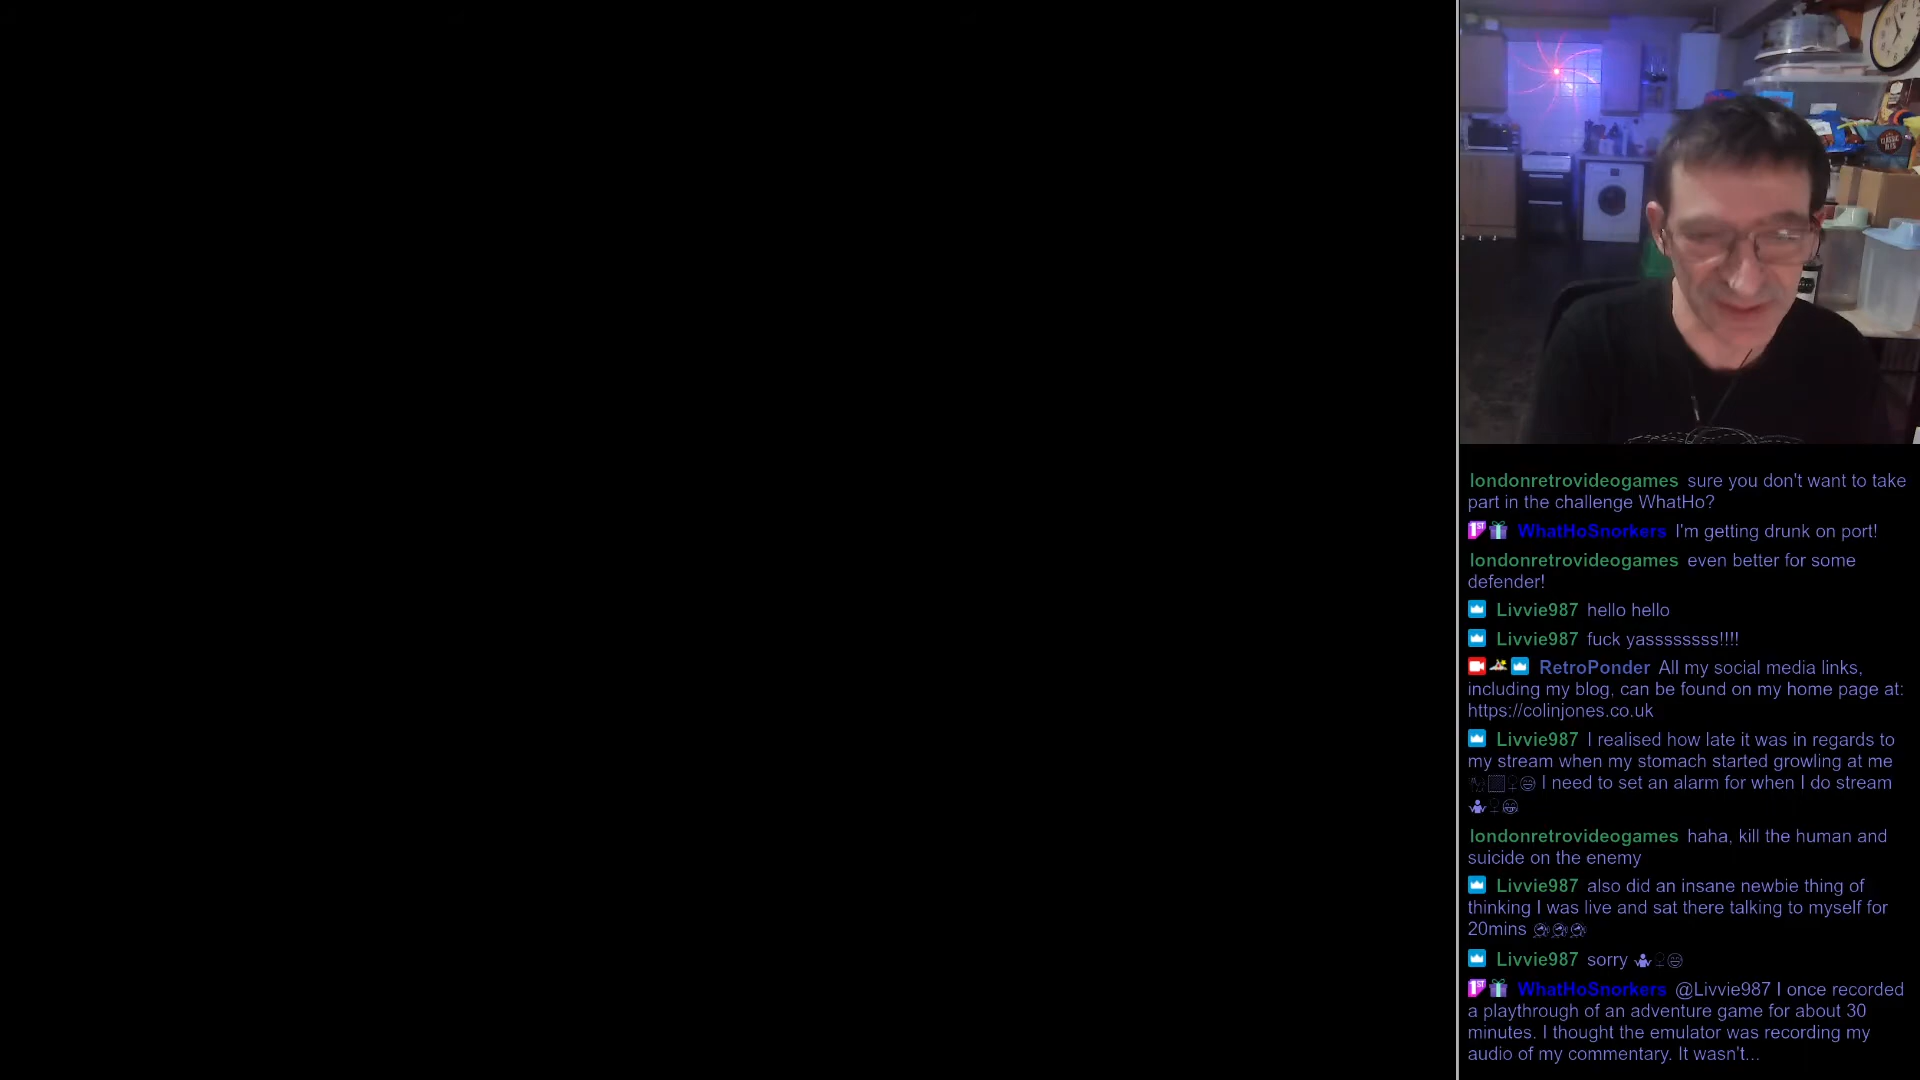 londonretrovideogames sure you don't want to take
part in the challenge WhatHo?
1ST WhatHoSnorkers I'm getting drunk on port!
londonretrovideogames even better for some
defender!
Livvie987 hello hello
Livvie987 fuck yassssssss!!!!
RetroPonder All my social media links,
including my blog, can be found on my home page at:
https://colinjones.co.uk
Livvie987 I realised how late it was in regards to
my stream when my stomach started growling at me
I need to set an alarm for when I do stream
londonretrovideogames haha, kill the human and
suicide on the enemy
Livvie987 also did an insane newbie thing of
thinking I was live and sat there talking to myself for
20mins
Livvie987 sorry
1ST WhatHoSnorkers @Livvie987 I once recorded
a playthrough of an adventure game for about 30
minutes. I thought the emulator was recording my
audio of my commentary. It wasn't...